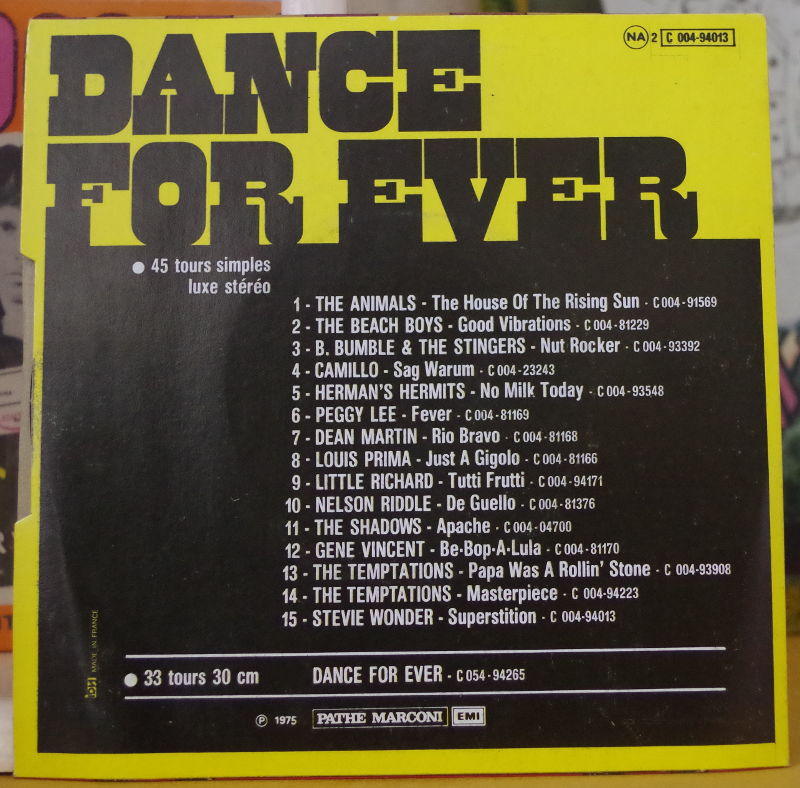 DANCE
FOR EVER
NA 2 C 004-94013
● 45 tours simples
luxe stéréo
1 - THE ANIMALS - The House Of The Rising Sun - C 004-91569
2 - THE BEACH BOYS - Good Vibrations - C 004-81229
3 - B. BUMBLE & THE STINGERS - Nut Rocker - C 004-93392
4 - CAMILLO - Sag Warum - C 004-23243
5 - HERMAN'S HERMITS - No Milk Today - C 004-93548
6 - PEGGY LEE - Fever - C 004-81169
7 - DEAN MARTIN - Rio Bravo - C 004-81168
8 - LOUIS PRIMA - Just A Gigolo - C 004-81166
9 - LITTLE RICHARD - Tutti Frutti - C 004-94171
10 - NELSON RIDDLE - De Guello - C 004-81376
11 - THE SHADOWS - Apache - C 004-04700
12 - GENE VINCENT - Be-Bop-A-Lula - C 004-81170
13 - THE TEMPTATIONS - Papa Was A Rollin' Stone - C 004-93908
14 - THE TEMPTATIONS - Masterpiece - C 004-94223
15 - STEVIE WONDER - Superstition - C 004-94013
● 33 tours 30 cm DANCE FOR EVER - C 054-94265
℗ 1975 PATHE MARCONI EMI
MADE IN FRANCE